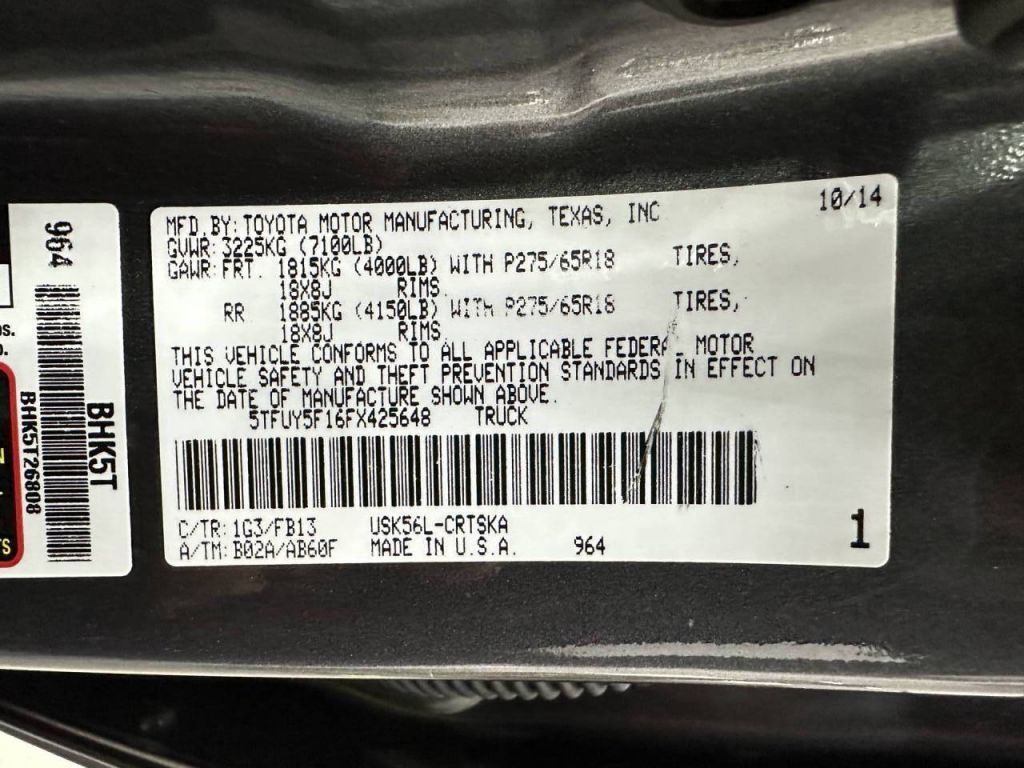 MFD.BY: TOYOTA MOTOR MANUFACTURING, TEXAS, INC 10/14
GVWR: 3225KG (7100LB)
GAWR: FRT. 1815KG (4000LB) WITH P275/65R18 TIRES,
18X8J RIMS.
RR 1885KG (4150LB) WITH P275/65R18 TIRES,
18X8J RIMS.
THIS VEHICLE CONFORMS TO ALL APPLICABLE FEDERAL MOTOR
VEHICLE SAFETY AND THEFT PREVENTION STANDARDS IN EFFECT ON
THE DATE OF MANUFACTURE SHOWN ABOVE.
5TFUY5F16FX425648 TRUCK
C/TR: 1G3/FB13 USK56L-CRTSKA
A/TM: B02A/AB60F MADE IN U.S.A. 964
1
964
BHK5T
BHK5T26808